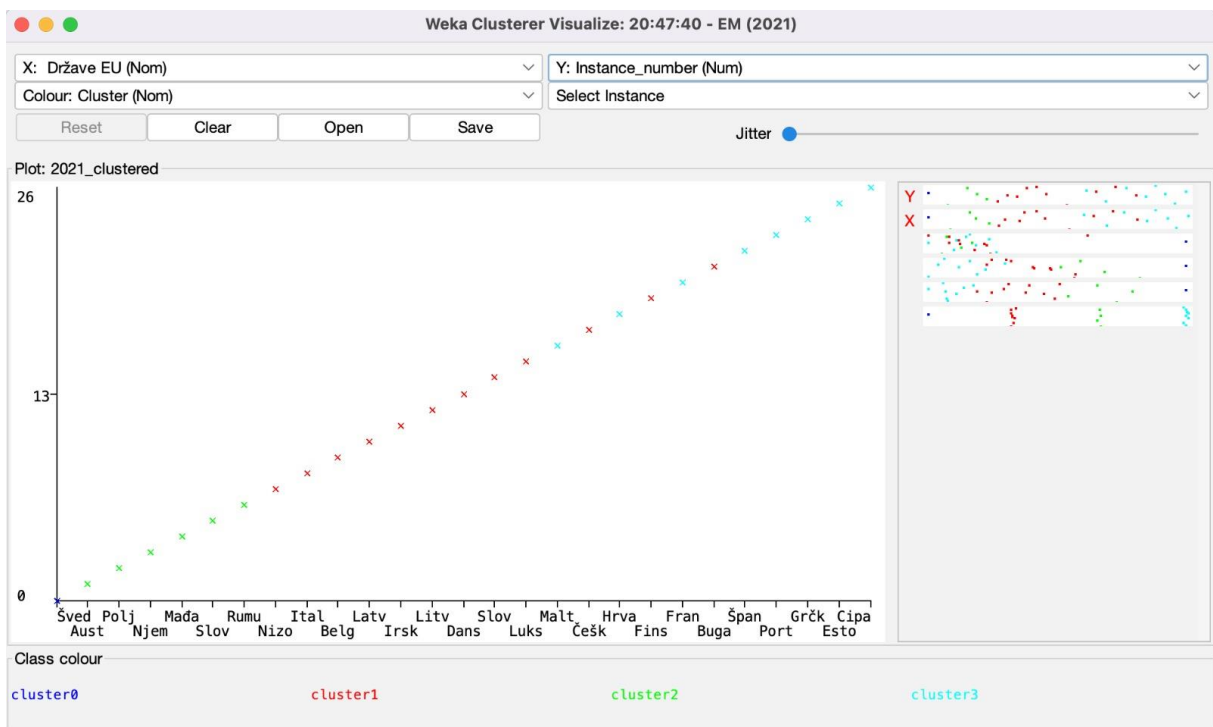 Weka Clusterer Visualize: 20:47:40 - EM (2021)
X: Države EU (Nom)
Y: Instance_number (Num)
Colour: Cluster (Nom)
Select Instance
Reset Clear Open Save
Jitter
Plot: 2021_clustered
26
13
0
Šved Polj Mađa Rumu Ital Latv Litv Slov Malt Hrva Fran Špan Grčk Cipa
Aust Njem Slov Nizo Belg Irsk Dans Luks Češk Fins Buga Port Esto
Y
X
Class colour
cluster0 cluster1 cluster2 cluster3